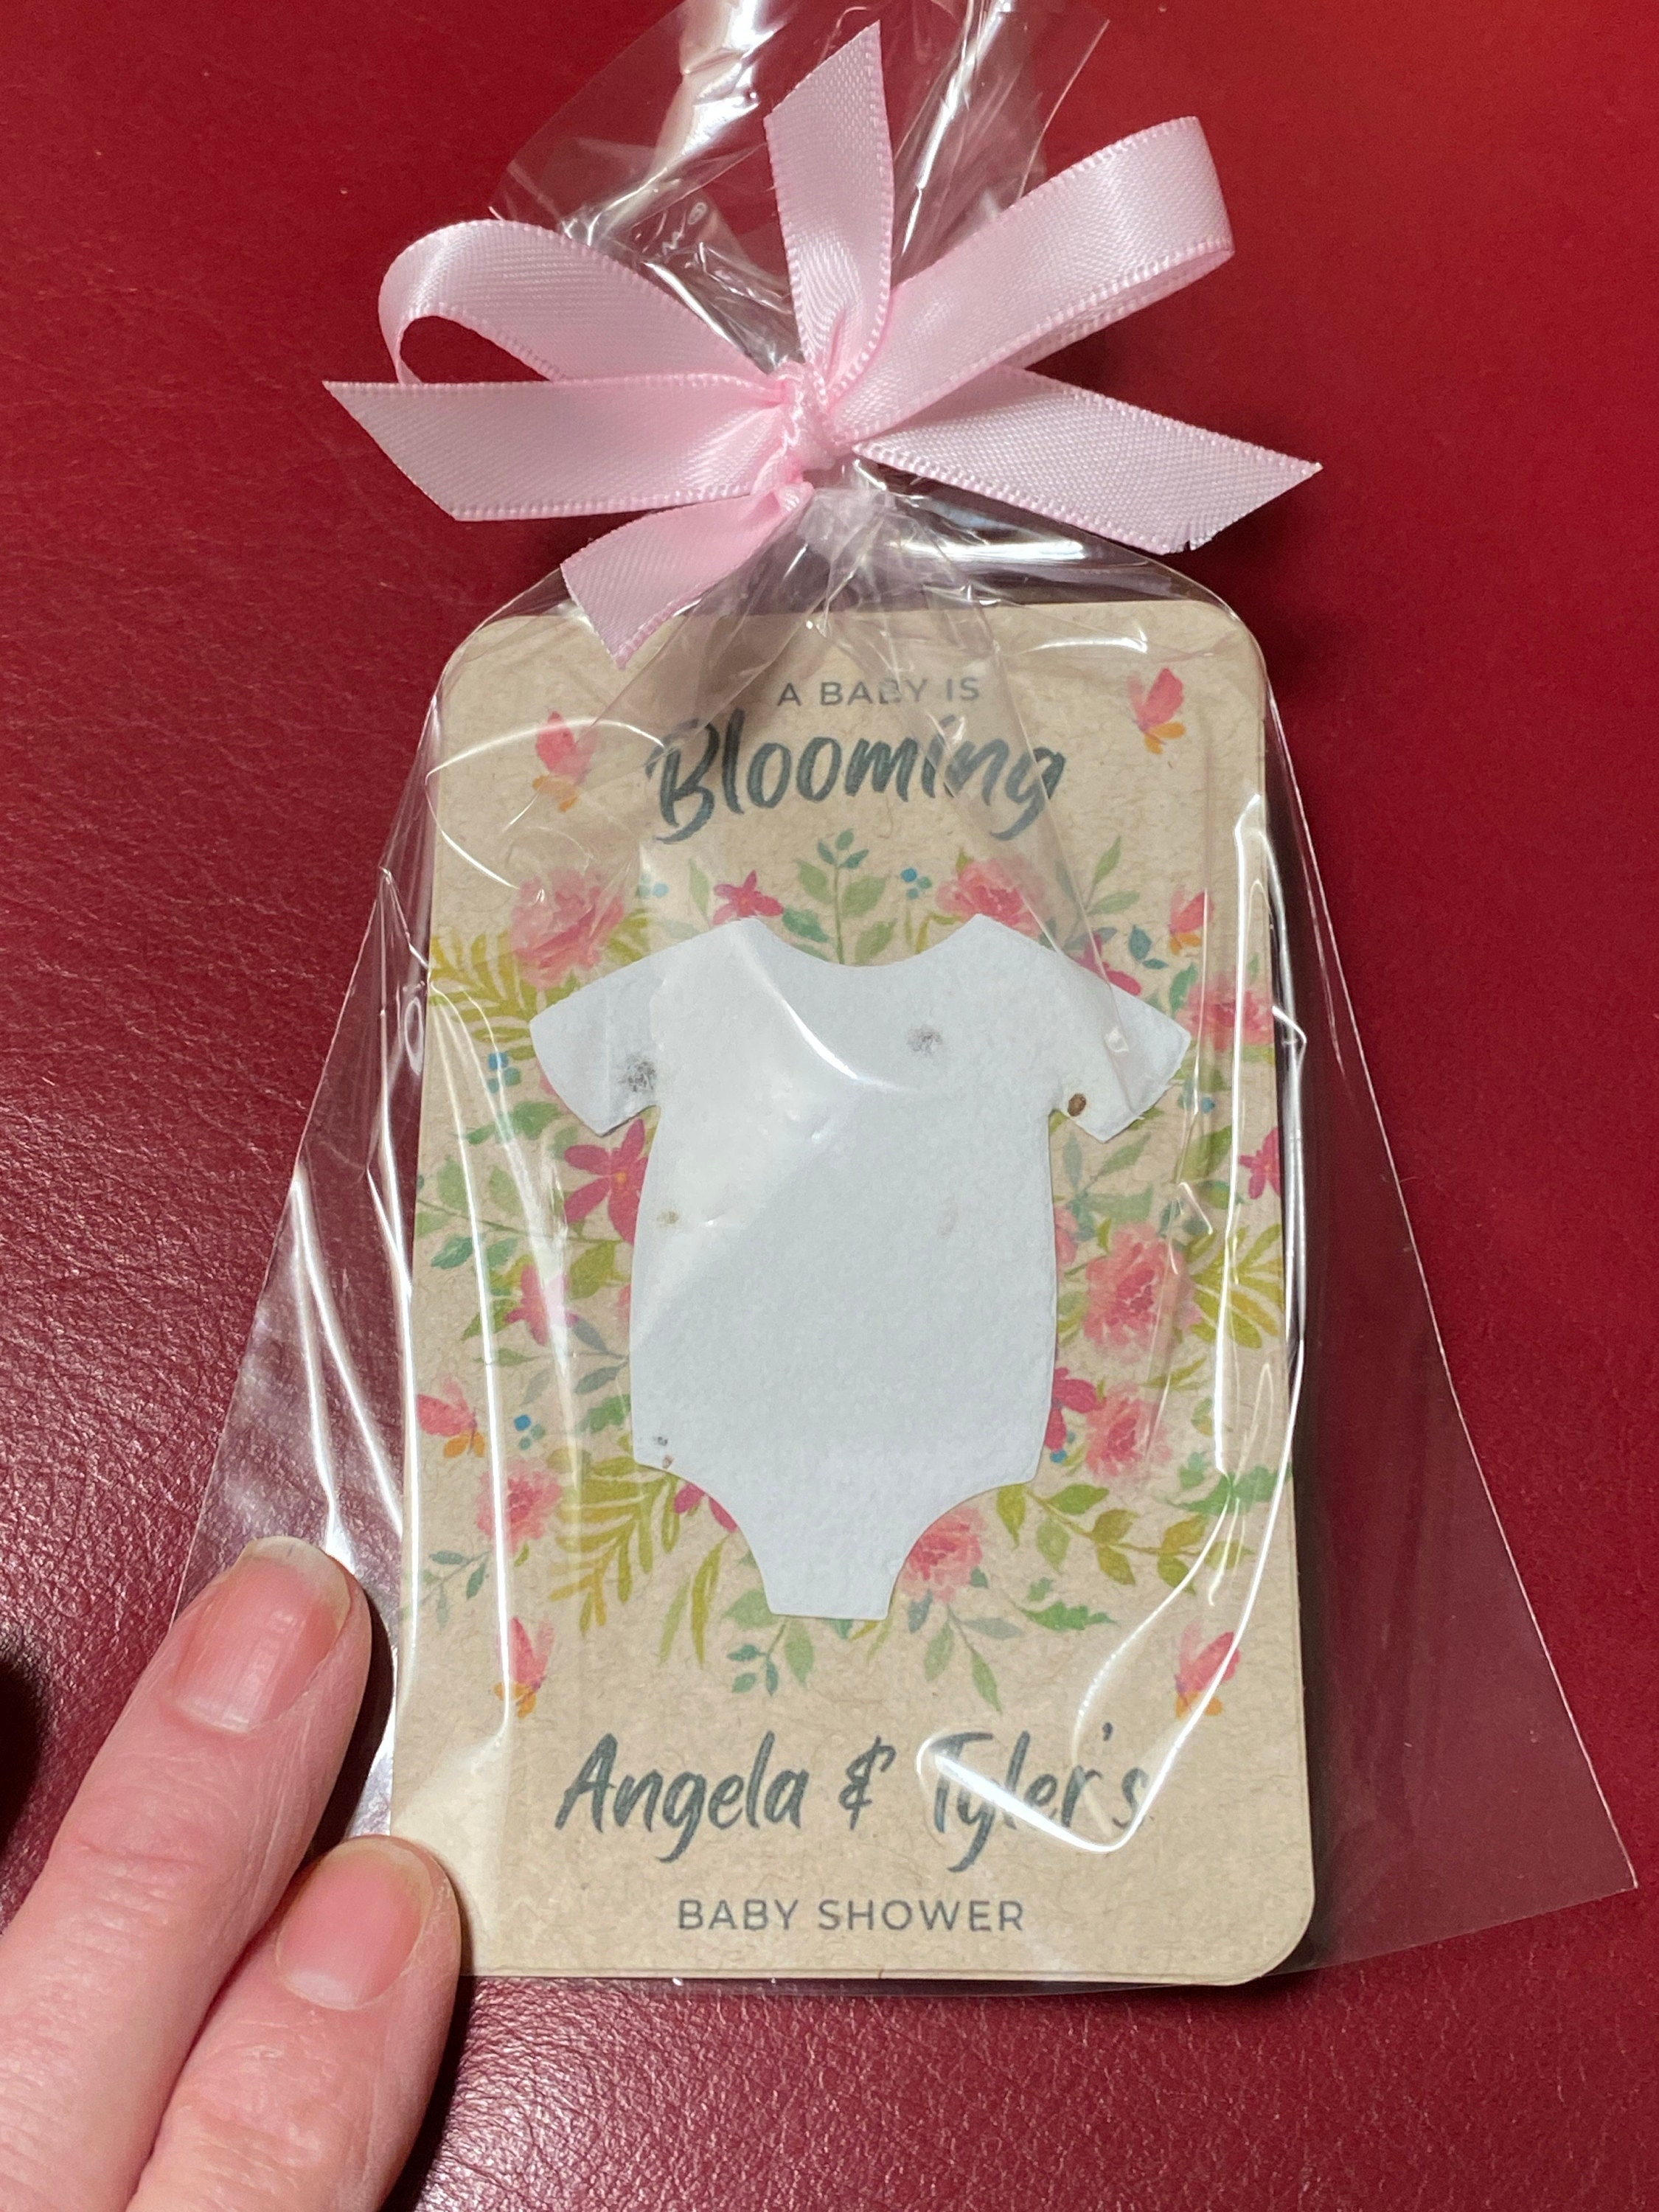 A BABY IS
Blooming
Angela & Tyler's
BABY SHOWER